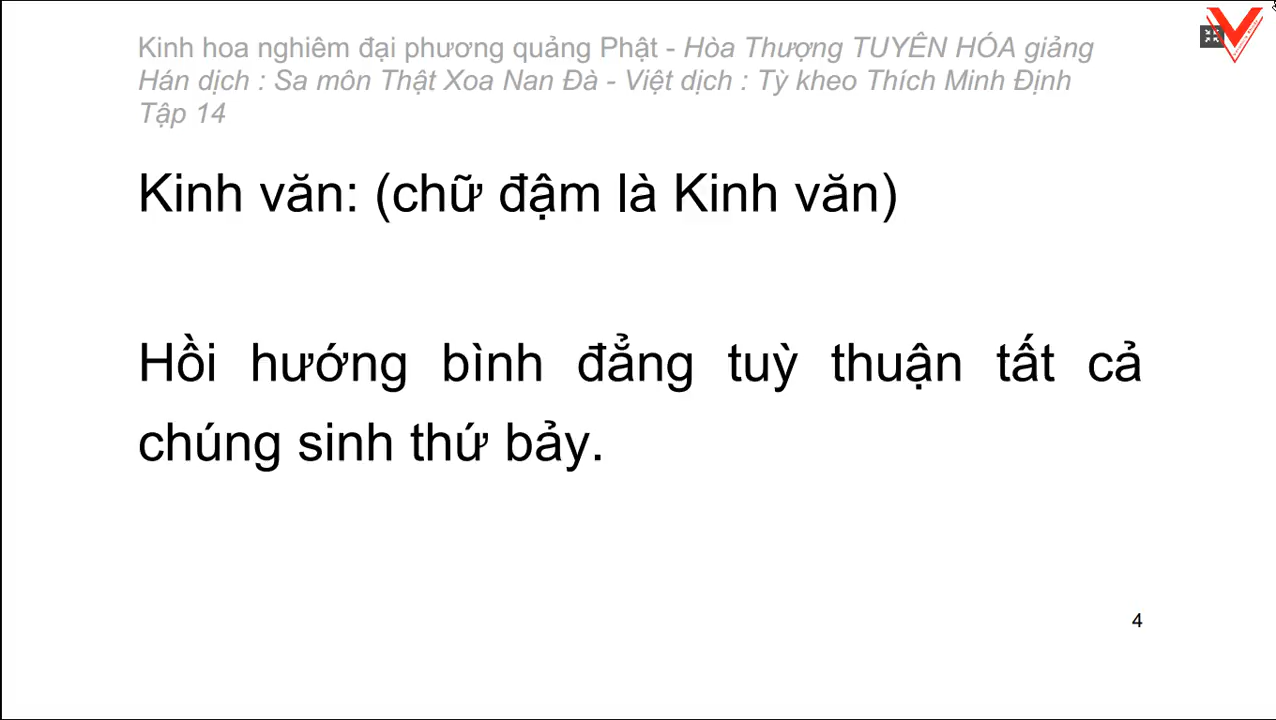 Kinh hoa nghiêm đại phương quảng Phật - Hòa Thượng TUYÊN HÓA giảng
Hán dịch : Sa môn Thật Xoa Nan Đà - Việt dịch : Tỳ kheo Thích Minh Định
Tập 14
Kinh văn: (chữ đậm là Kinh văn)
Hồi hướng bình đẳng tuỳ thuận tất cả
chúng sinh thứ bảy.
4